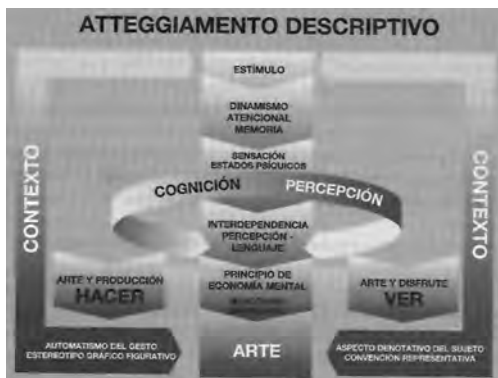 ATTEGGIAMENTO DESCRIPTIVO
ESTÍMULO
DINAMISMO
ATENCIONAL
MEMORIA
SENSACIÓN
ESTADOS PSÍQUICOS
COGNICIÓN
PERCEPCIÓN
CONTEXTO
CONTEXTO
INTERDEPENDENCIA
PERCEPCIÓN -
LENGUAJE
ARTE Y PRODUCCIÓN
HACER
PRINCIPIO DE
ECONOMÍA MENTAL
ARTE Y DISFRUTE
VER
AUTOMATISMO DEL GESTO
ESTEREOTIPO GRÁFICO FIGURATIVO
ARTE
ASPECTO DENOTATIVO DEL SUJETO
CONVENCIÓN REPRESENTATIVA